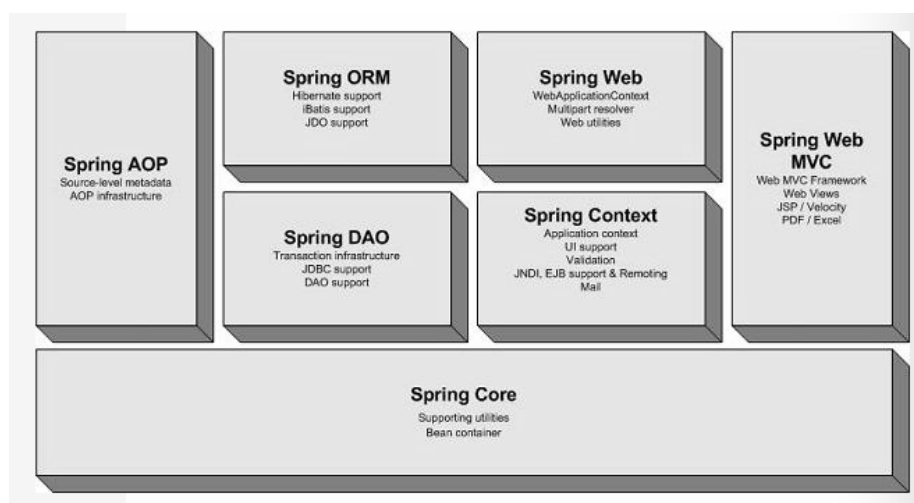 Spring AOP
Source-level metadata
AOP infrastructure
Spring ORM
Hibernate support
iBatis support
JDO support
Spring DAO
Transaction infrastructure
JDBC support
DAO support
Spring Web
WebApplicationContext
Multipart resolver
Web utilities
Spring Context
Application context
UI support
Validation
JNDI, EJB support & Remoting
Mail
Spring Web
MVC
Web MVC Framework
Web Views
JSP / Velocity
PDF / Excel
Spring Core
Supporting utilities
Bean container